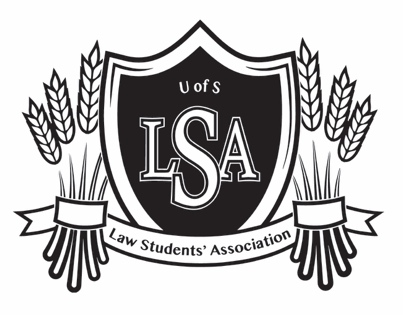 U of S
LSA
Law Students' Association